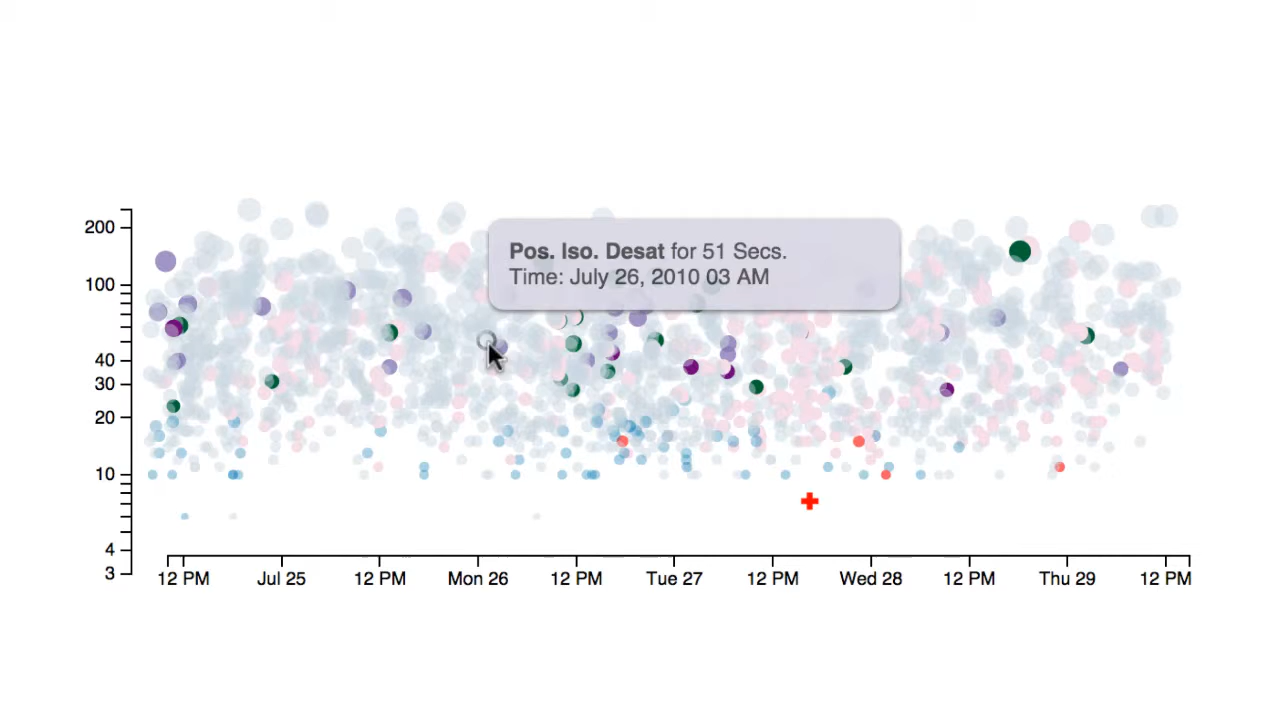 Pos. Iso. Desat for 51 Secs.
Time: July 26, 2010 03 AM
200
100
40
30
20
10
4
3
12 PM Jul 25 12 PM Mon 26 12 PM Tue 27 12 PM Wed 28 12 PM Thu 29 12 PM